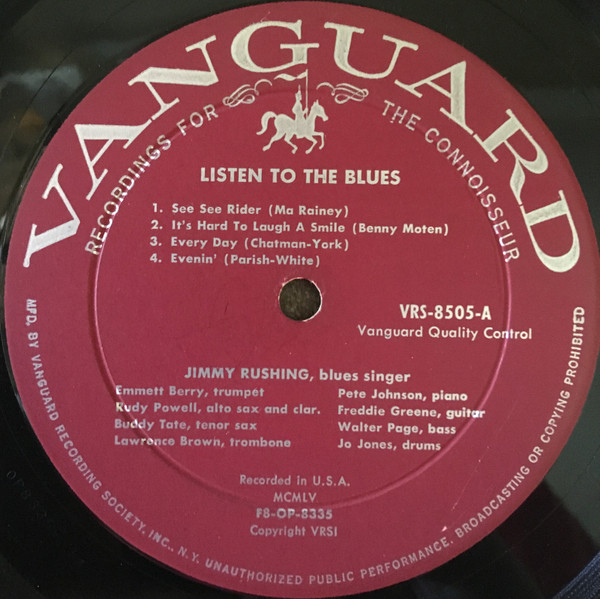 VANGUARD
RECORDINGS FOR THE CONNOISSEUR
LISTEN TO THE BLUES
1. See See Rider (Ma Rainey)
2. It's Hard To Laugh A Smile (Benny Moten)
3. Every Day (Chatman-York)
4. Evenin' (Parish-White)
VRS-8505-A
Vanguard Quality Control
JIMMY RUSHING, blues singer
Emmett Berry, trumpet
Rudy Powell, alto sax and clar.
Buddy Tate, tenor sax
Lawrence Brown, trombone
Pete Johnson, piano
Freddie Greene, guitar
Walter Page, bass
Jo Jones, drums
Recorded in U.S.A.
MCMLV
F8-OP-8335
Copyright VRSI
MFD. BY VANGUARD RECORDING SOCIETY, INC., N.Y. UNAUTHORIZED PUBLIC PERFORMANCE, BROADCASTING OR COPYING PROHIBITED